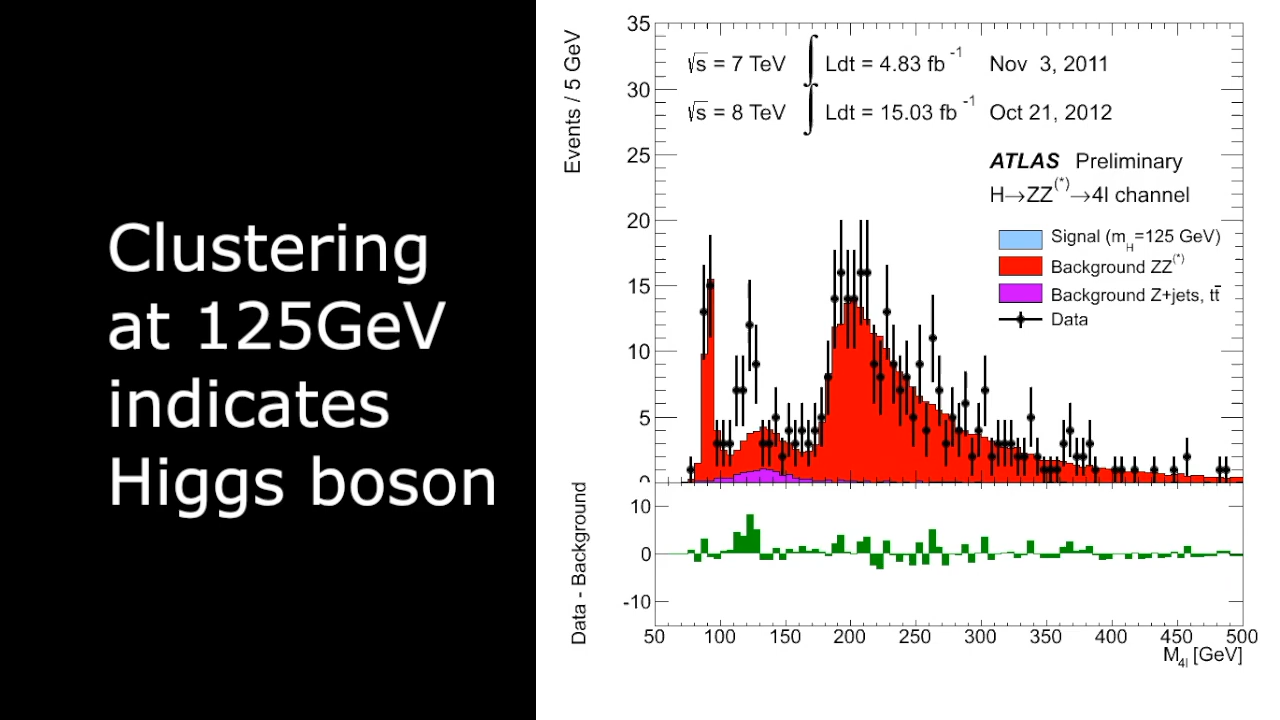 Clustering
at 125GeV
indicates
Higgs boson
35
30
25
20
15
10
5
0
Events / 5 GeV
√s = 7 TeV ∫ Ldt = 4.83 fb⁻¹ Nov 3, 2011
√s = 8 TeV ∫ Ldt = 15.03 fb⁻¹ Oct 21, 2012
ATLAS Preliminary
H→ZZ(*)→4l channel
Signal (mH=125 GeV)
Background ZZ(*)
Background Z+jets, tt̄
Data
10
0
-10
Data - Background
50 100 150 200 250 300 350 400 450 500
M4l [GeV]